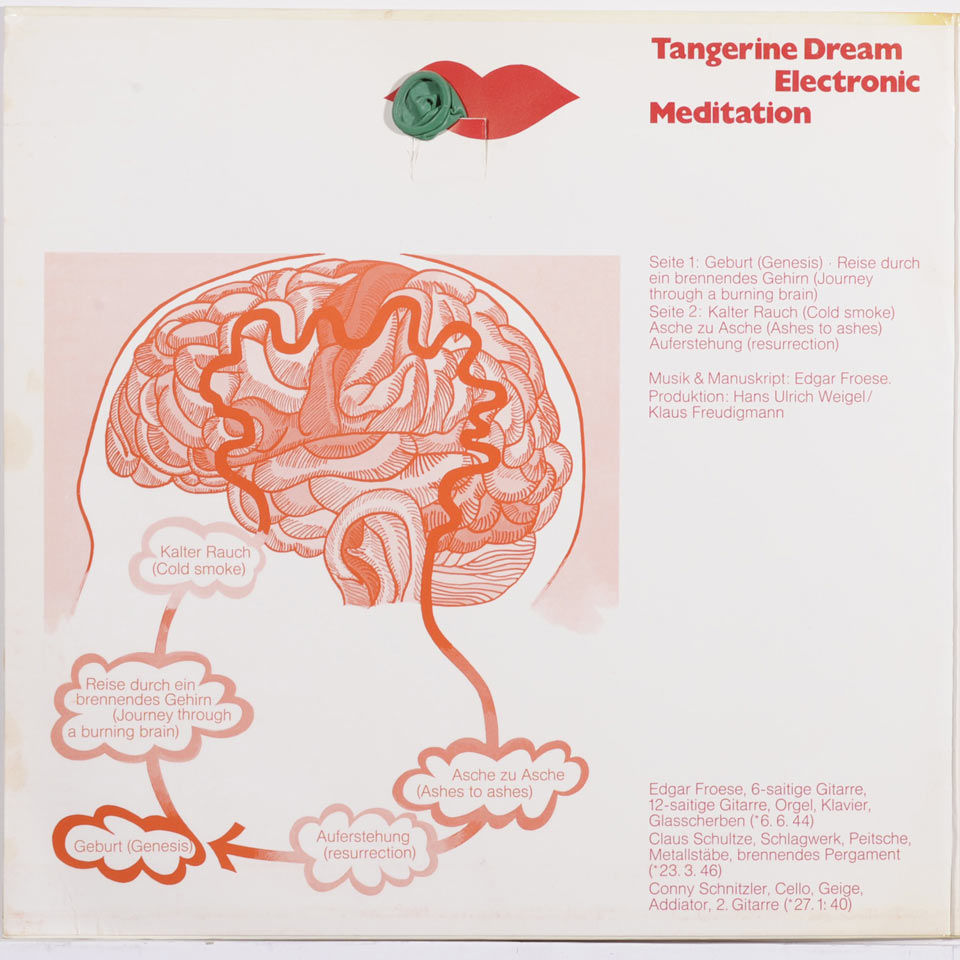 Tangerine Dream
Electronic
Meditation
Seite 1: Geburt (Genesis) · Reise durch
ein brennendes Gehirn (Journey
through a burning brain)
Seite 2: Kalter Rauch (Cold smoke)
Asche zu Asche (Ashes to ashes)
Auferstehung (resurrection)
Musik & Manuskript: Edgar Froese.
Produktion: Hans Ulrich Weigel/
Klaus Freudigmann
Kalter Rauch
(Cold smoke)
Reise durch ein
brennendes Gehirn
(Journey through
a burning brain)
Geburt (Genesis)
Auferstehung
(resurrection)
Asche zu Asche
(Ashes to ashes)
Edgar Froese, 6-saitige Gitarre,
12-saitige Gitarre, Orgel, Klavier,
Glasscherben (*6. 6. 44)
Claus Schultze, Schlagwerk, Peitsche,
Metallstäbe, brennendes Pergament
(*23. 3. 46)
Conny Schnitzler, Cello, Geige,
Addiator, 2. Gitarre (*27. 1: 40)